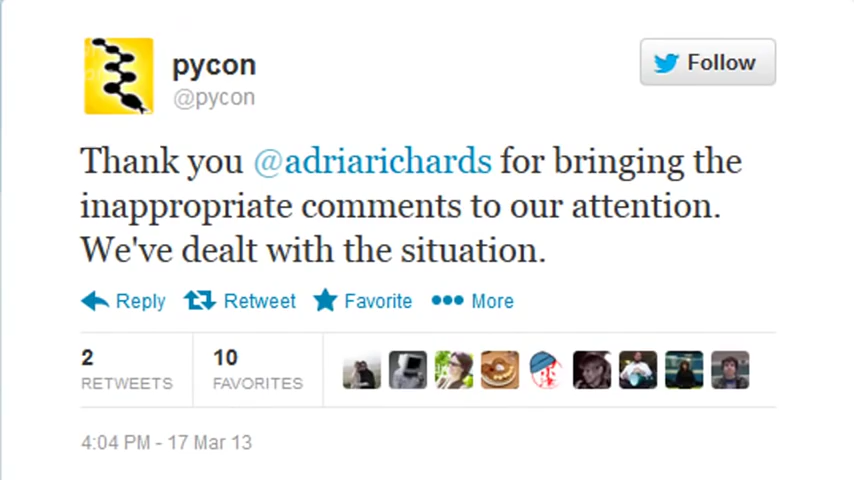 pycon
@pycon
Follow
Thank you @adriarichards for bringing the
inappropriate comments to our attention.
We've dealt with the situation.
Reply Retweet Favorite More
2 10
RETWEETS FAVORITES
4:04 PM - 17 Mar 13